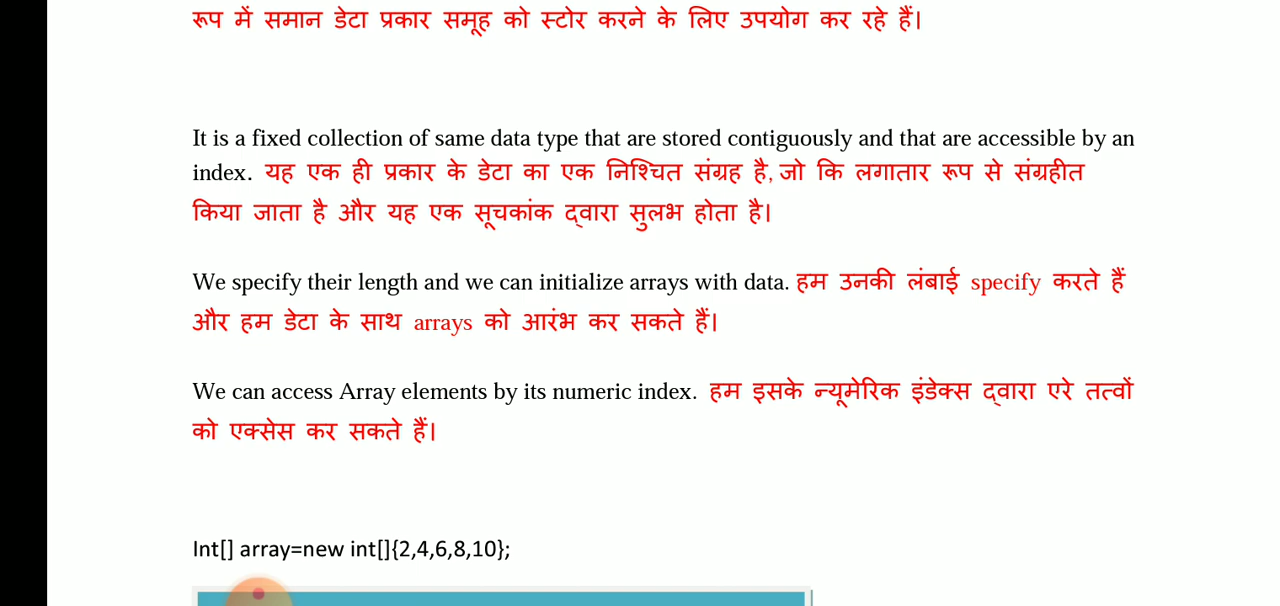 रूप में समान डेटा प्रकार समूह को स्टोर करने के लिए उपयोग कर रहे हैं।
It is a fixed collection of same data type that are stored contiguously and that are accessible by an
index. यह एक ही प्रकार के डेटा का एक निश्चित संग्रह है, जो कि लगातार रूप से संग्रहीत
किया जाता है और यह एक सूचकांक द्वारा सुलभ होता है।
We specify their length and we can initialize arrays with data. हम उनकी लंबाई specify करते हैं
और हम डेटा के साथ arrays को आरंभ कर सकते हैं।
We can access Array elements by its numeric index. हम इसके न्यूमेरिक इंडेक्स द्वारा एरे तत्वों
को एक्सेस कर सकते हैं।
Int[] array=new int[]{2,4,6,8,10};